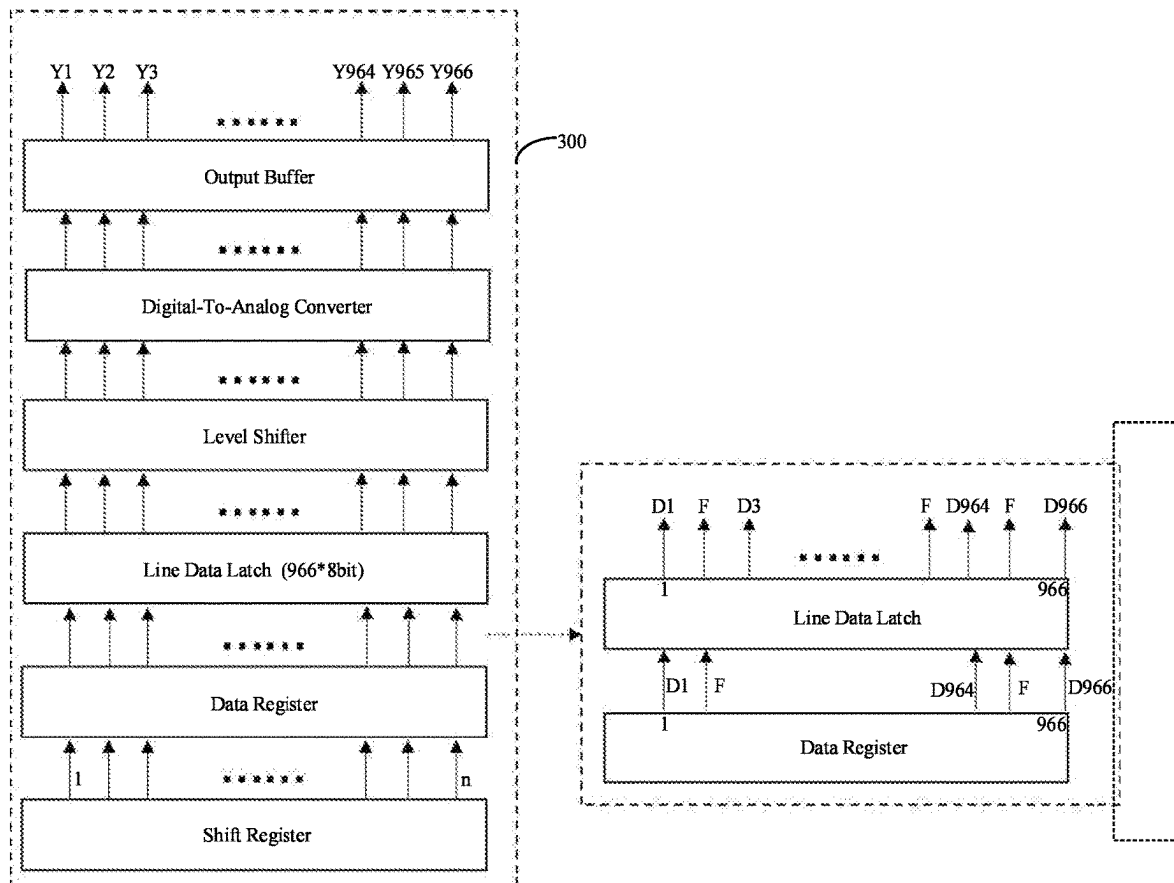 Y1 Y2 Y3 Y964 Y965 Y966
Output Buffer
300
Digital-To-Analog Converter
Level Shifter
Line Data Latch (966*8bit)
Data Register
1 n
Shift Register
D1 F D3 F D964 F D966
1 966
Line Data Latch
D1 F D964 F D966
1 966
Data Register